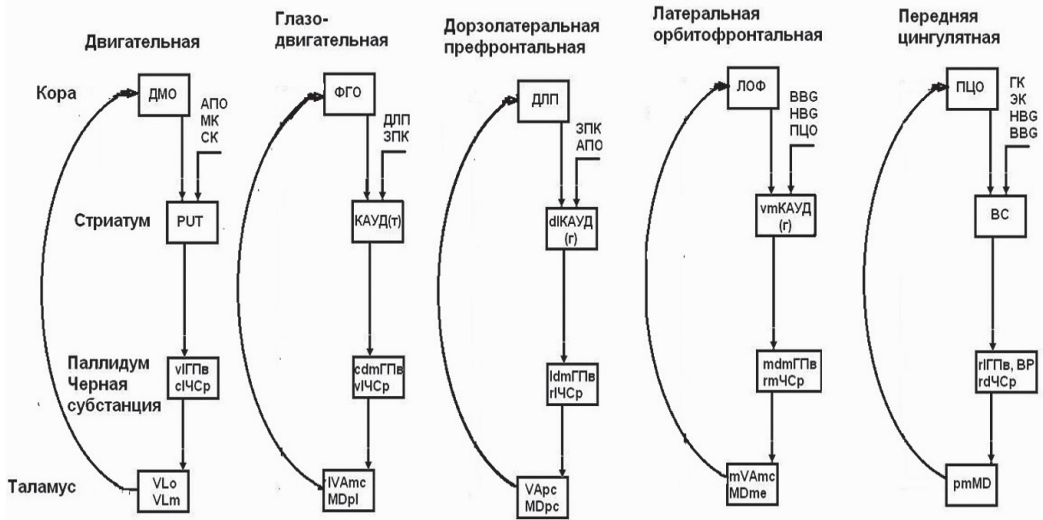 Двигательная
Глазо-
двигательная
Дорзолатеральная
префронтальная
Латеральная
орбитофронтальная
Передняя
цингулятная
Кора
ДМО
АПО
МК
СК
ФГО
ДЛП
ЗПК
ДЛП
ЗПК
АПО
ЛОФ
BBG
HBG
ПЦО
ПЦО
ГК
ЭК
HBG
BBG
Стриатум
PUT
КАУД(т)
dlКАУД
(г)
vmКАУД
(г)
ВС
Паллидум
Черная
субстанция
vlГПв
clЧСр
cdmГПв
vlЧСр
ldmГПв
rlЧСр
mdmГПв
rmЧСр
rlГПв, ВР
rdЧСр
Таламус
VLo
VLm
lVAmc
MDpl
VApc
MDpc
mVAmc
MDme
pmMD